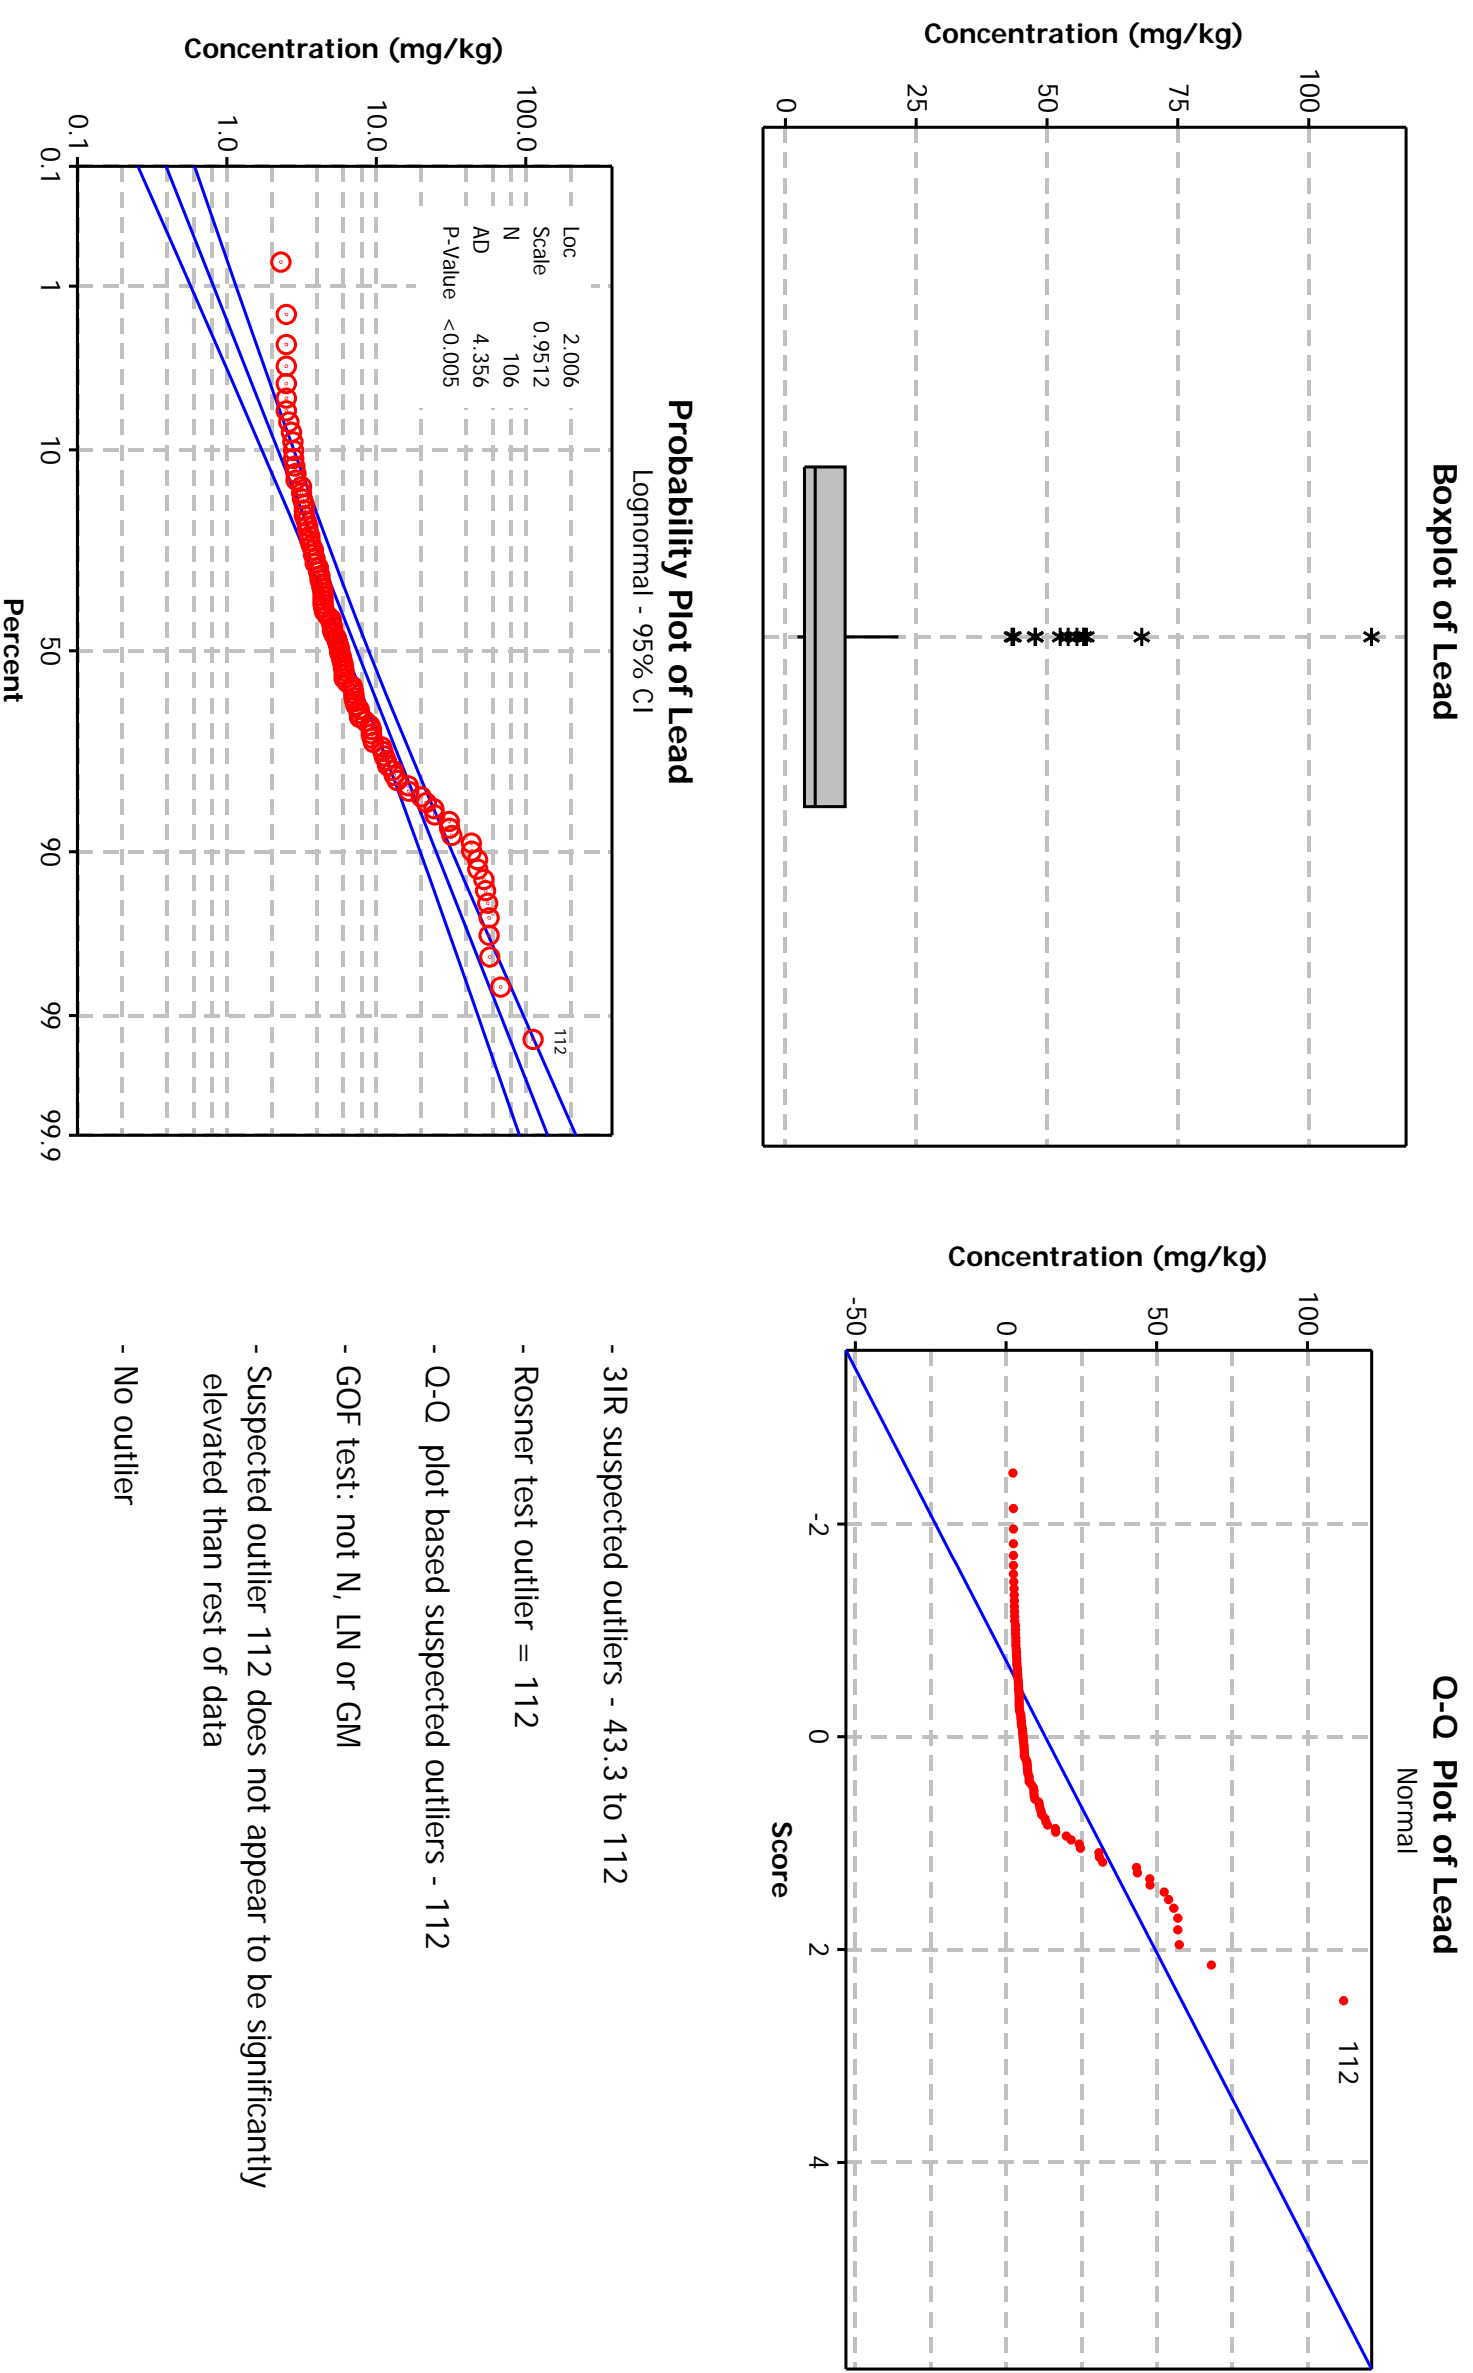 Boxplot of Lead
Concentration (mg/kg)
100
75
50
25
0
Q-Q Plot of Lead
Normal
Concentration (mg/kg)
100
50
0
-50
112
-2
0
2
4
Score
Probability Plot of Lead
Lognormal - 95% CI
Concentration (mg/kg)
100.0
10.0
1.0
0.1
Loc 2.006
Scale 0.9512
N 106
AD 4.356
P-Value <0.005
112
0.1
1
10
50
90
99
99.9
Percent
- 3IR suspected outliers - 43.3 to 112
- Rosner test outlier = 112
- Q-Q plot based suspected outliers - 112
- GOF test: not N, LN or GM
- Suspected outlier 112 does not appear to be significantly
elevated than rest of data
- No outlier